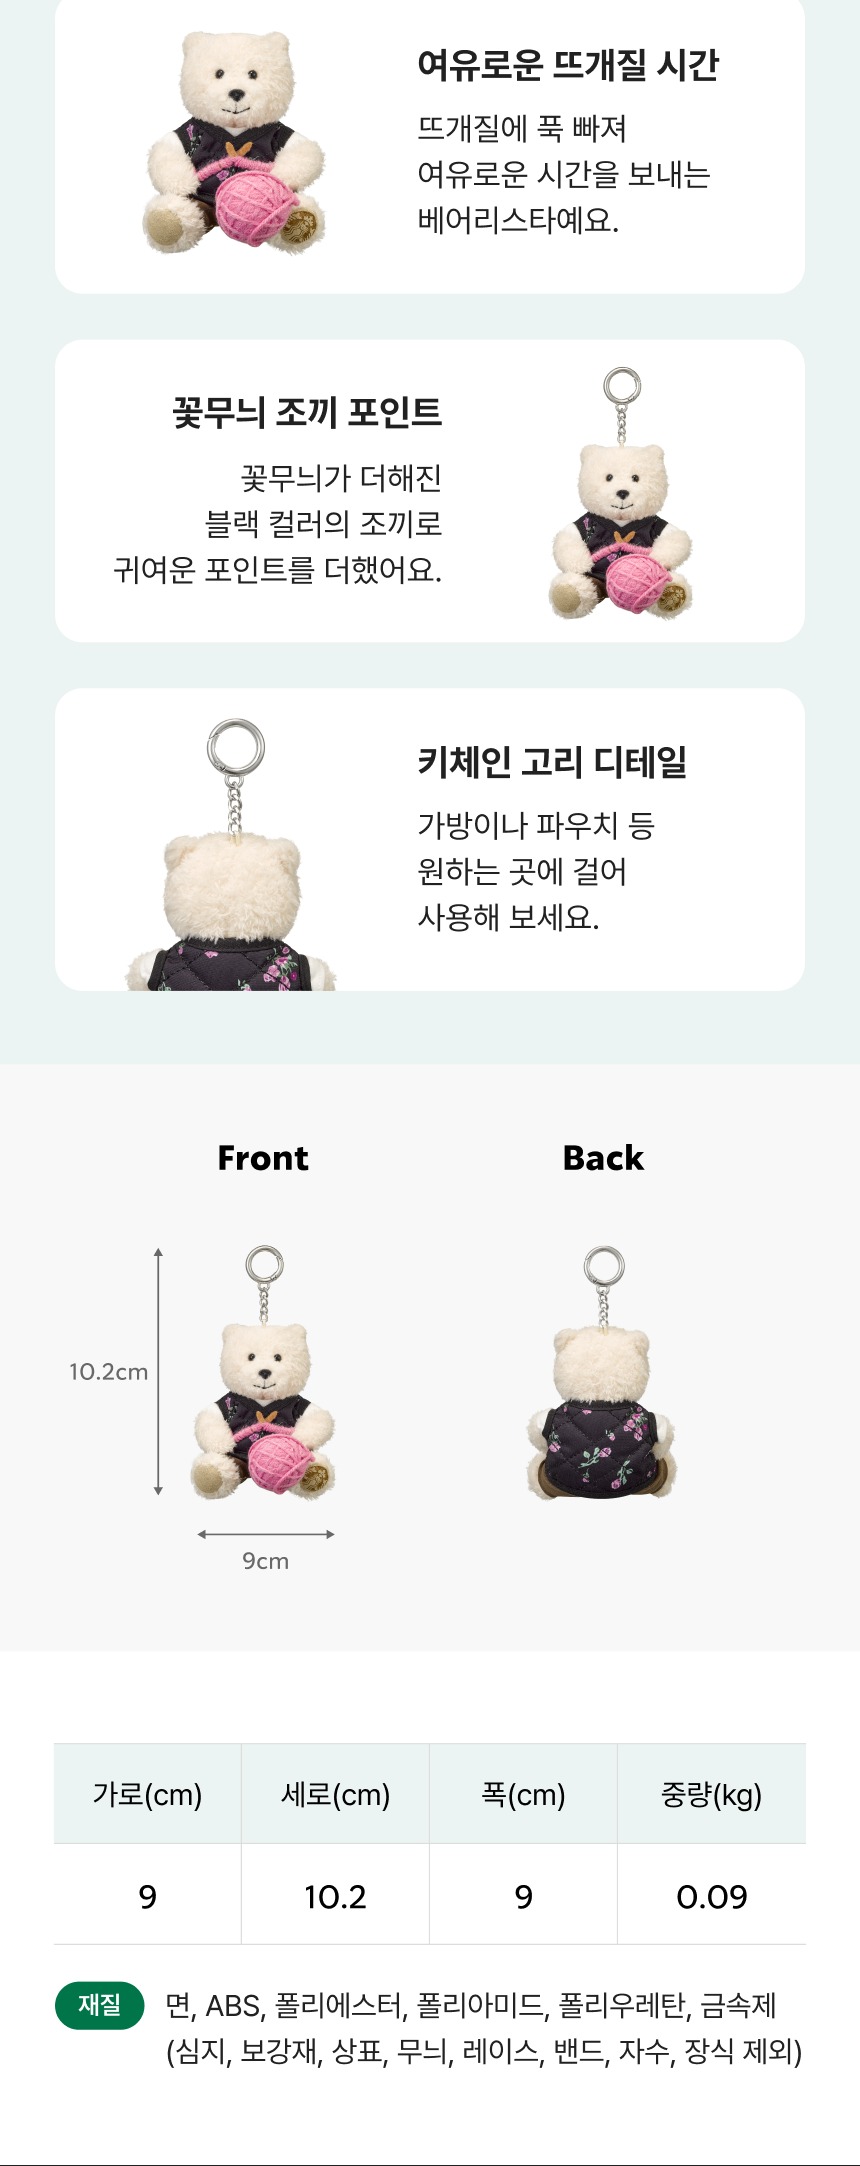 여유로운 뜨개질 시간
뜨개질에 푹 빠져
여유로운 시간을 보내는
베어리스타예요.
꽃무늬 조끼 포인트
꽃무늬가 더해진
블랙 컬러의 조끼로
귀여운 포인트를 더했어요.
키체인 고리 디테일
가방이나 파우치 등
원하는 곳에 걸어
사용해 보세요.
Front Back
10.2cm
9cm
가로(cm) 세로(cm) 폭(cm) 중량(kg)
9 10.2 9 0.09
재질 면, ABS, 폴리에스터, 폴리아미드, 폴리우레탄, 금속제
(심지, 보강재, 상표, 무늬, 레이스, 밴드, 자수, 장식 제외)